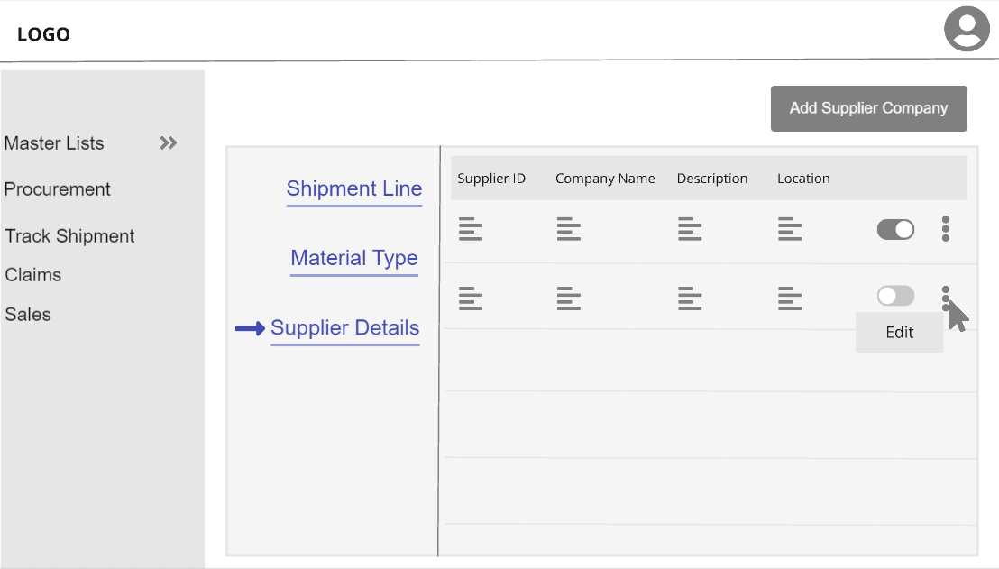 LOGO
Add Supplier Company
Master Lists
Procurement
Track Shipment
Claims
Sales
Shipment Line
Material Type
Supplier Details
Supplier ID Company Name Description Location
Edit